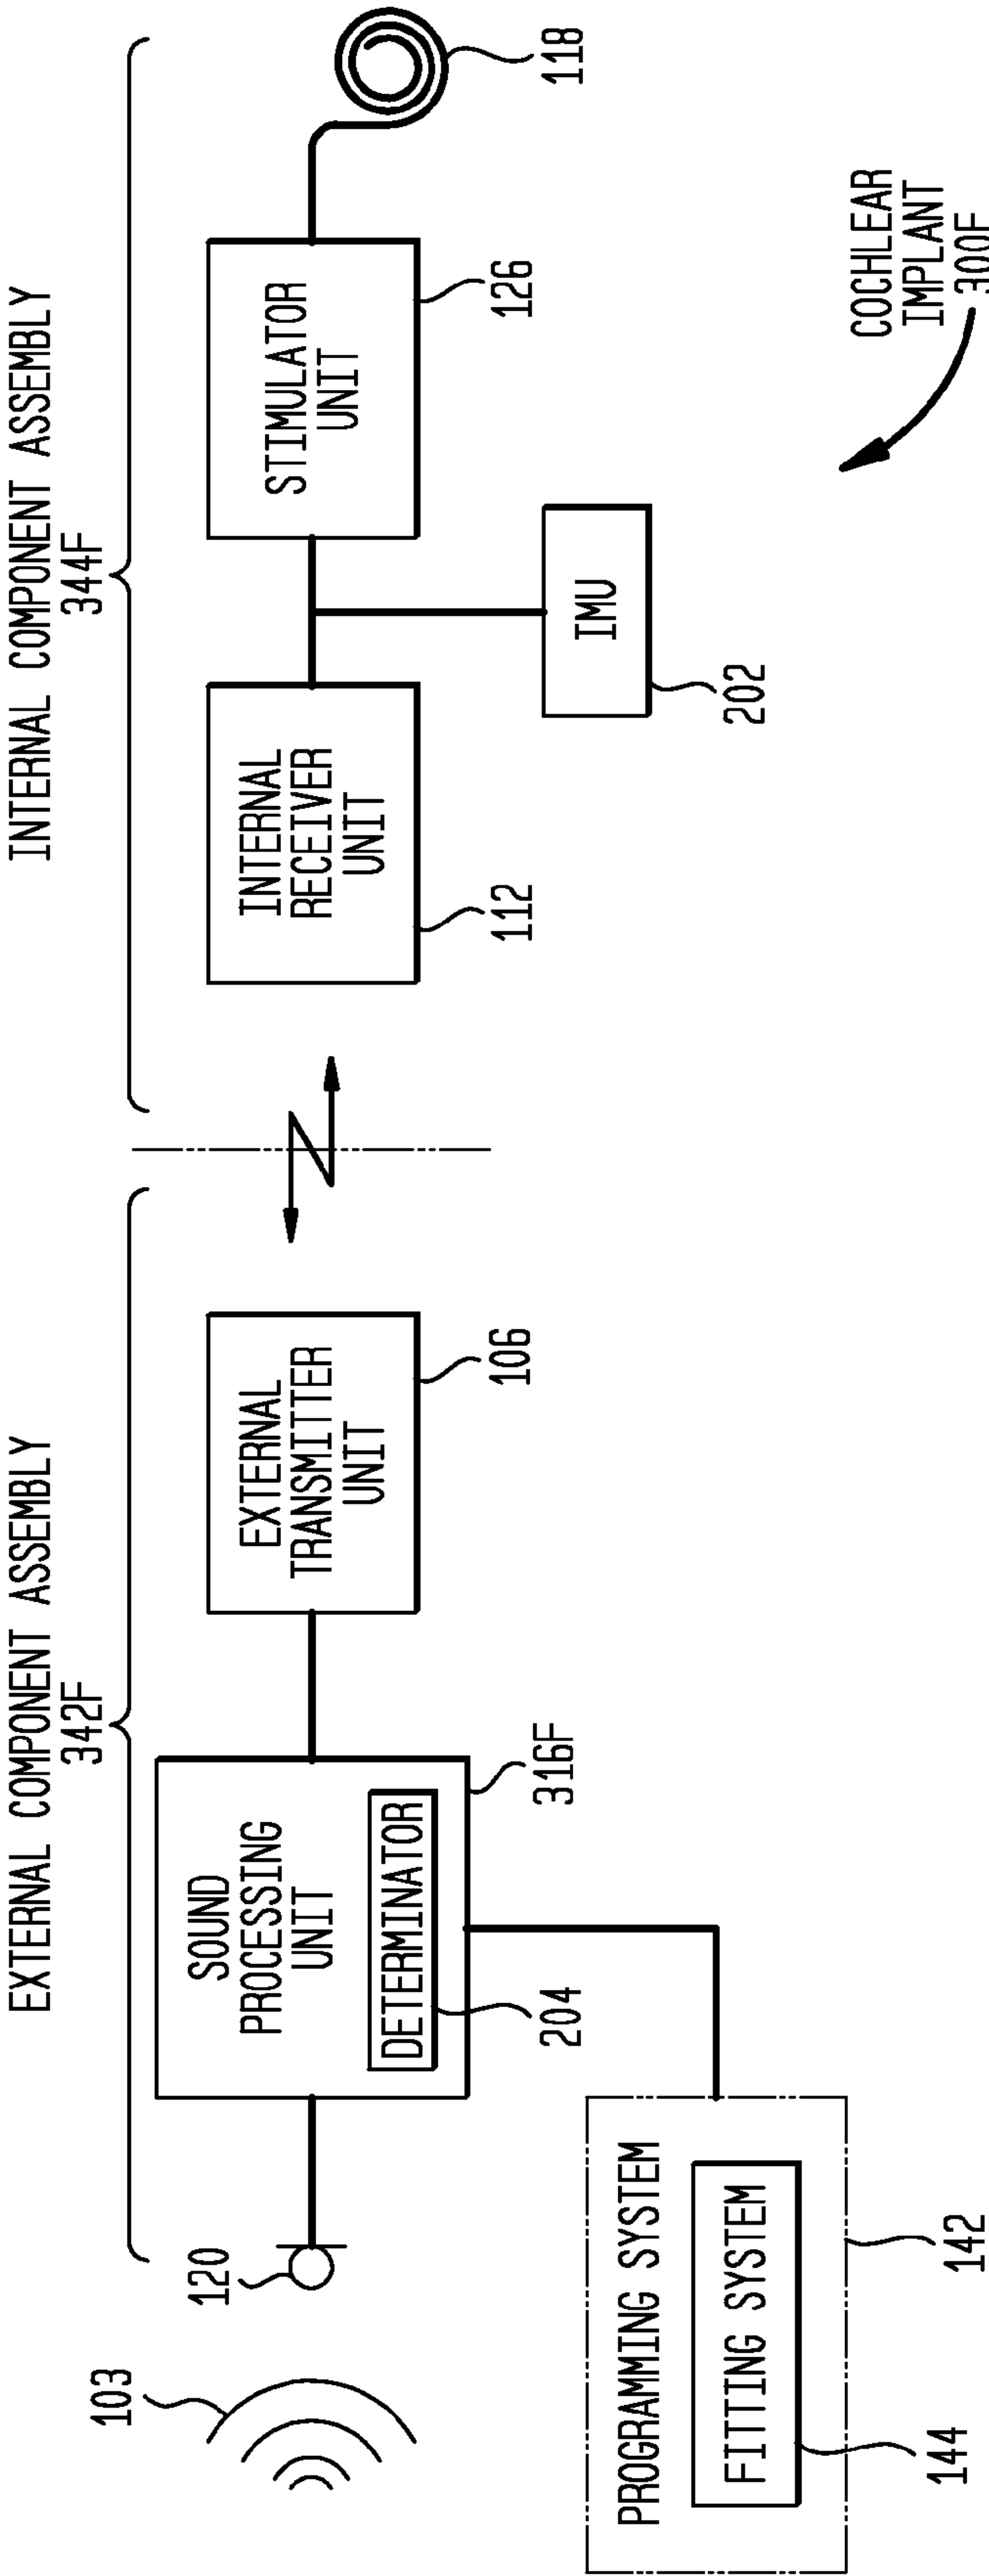 EXTERNAL COMPONENT ASSEMBLY
342F
INTERNAL COMPONENT ASSEMBLY
344F
103
120
SOUND
PROCESSING
UNIT
DETERMINATOR
204
316F
EXTERNAL
TRANSMITTER
UNIT
106
INTERNAL
RECEIVER
UNIT
112
STIMULATOR
UNIT
126
118
IMU
202
PROGRAMMING SYSTEM
FITTING SYSTEM
144
142
COCHLEAR
IMPLANT
300F